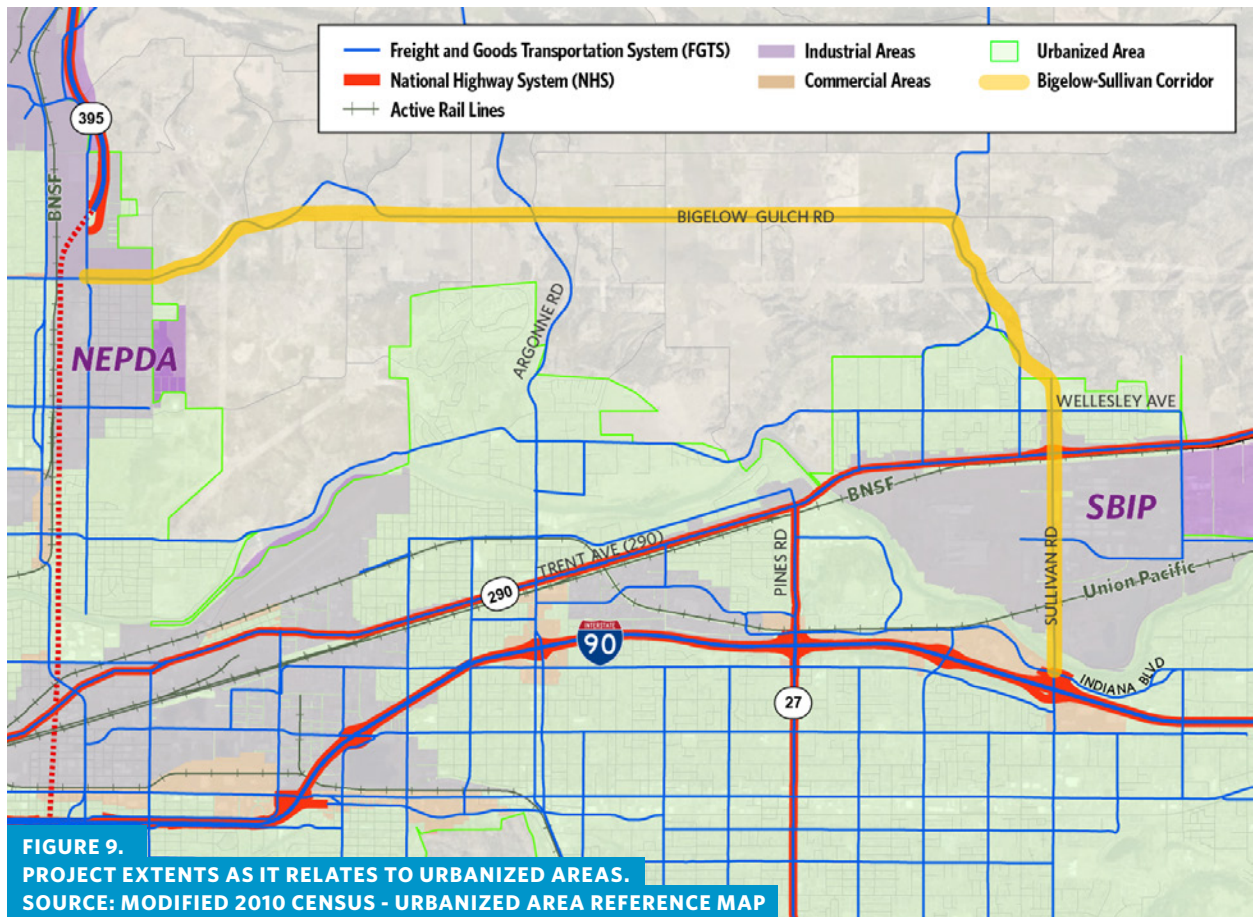 Freight and Goods Transportation System (FGTS)
National Highway System (NHS)
Active Rail Lines
Industrial Areas
Commercial Areas
Urbanized Area
Bigelow-Sullivan Corridor
395
BNSF
BIGELOW GULCH RD
ARGONNE RD
NEPDA
WELLESLEY AVE
BNSF
SBIP
TRENT AVE (290)
PINES RD
SULLIVAN RD
Union Pacific
290
INTERSTATE
90
INDIANA BLVD
27
FIGURE 9.
PROJECT EXTENTS AS IT RELATES TO URBANIZED AREAS.
SOURCE: MODIFIED 2010 CENSUS - URBANIZED AREA REFERENCE MAP